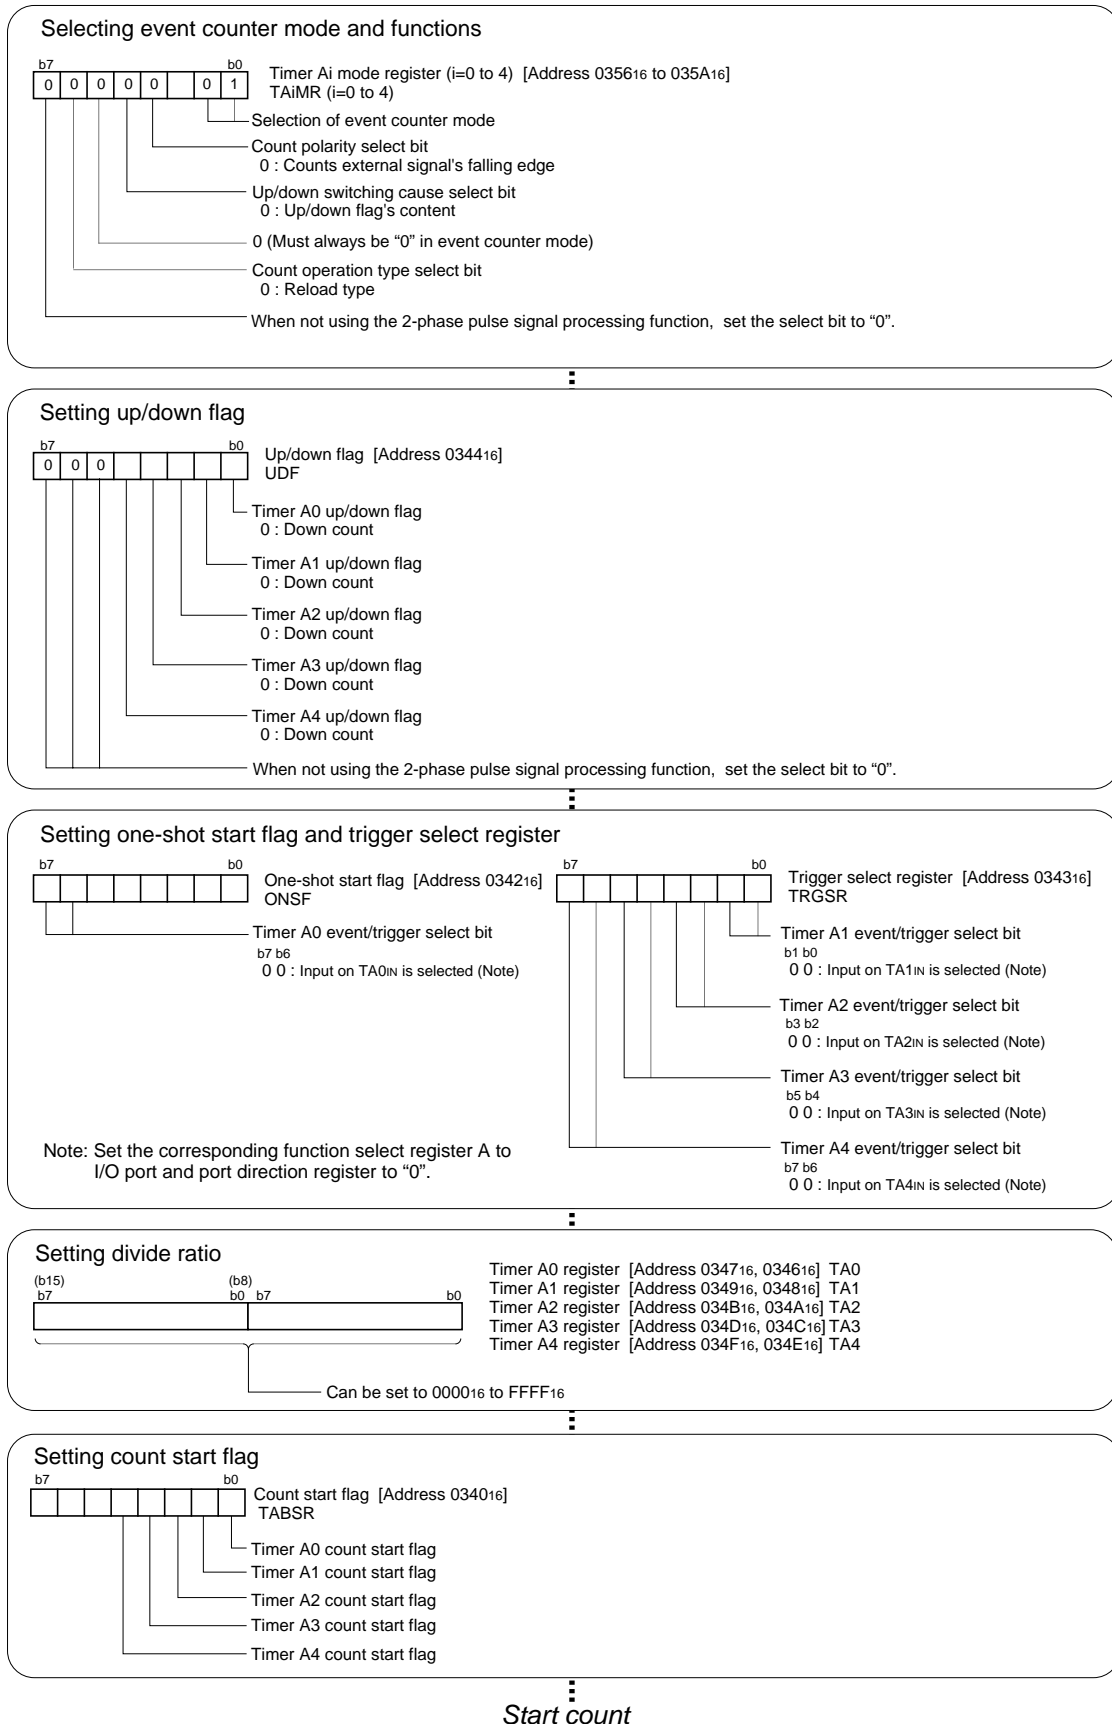 Selecting event counter mode and functions
b7 b0
0 0 0 0 0 0 1
Timer Ai mode register (i=0 to 4) [Address 035616 to 035A16]
TAiMR (i=0 to 4)
Selection of event counter mode
Count polarity select bit
0 : Counts external signal's falling edge
Up/down switching cause select bit
0 : Up/down flag's content
0 (Must always be “0” in event counter mode)
Count operation type select bit
0 : Reload type
When not using the 2-phase pulse signal processing function, set the select bit to “0”.
Setting up/down flag
b7 b0
0 0 0
Up/down flag [Address 034416]
UDF
Timer A0 up/down flag
0 : Down count
Timer A1 up/down flag
0 : Down count
Timer A2 up/down flag
0 : Down count
Timer A3 up/down flag
0 : Down count
Timer A4 up/down flag
0 : Down count
When not using the 2-phase pulse signal processing function, set the select bit to “0”.
Setting one-shot start flag and trigger select register
b7 b0
One-shot start flag [Address 034216]
ONSF
Timer A0 event/trigger select bit
b7 b6
0 0 : Input on TA0IN is selected (Note)
b7 b0
Trigger select register [Address 034316]
TRGSR
Timer A1 event/trigger select bit
b1 b0
0 0 : Input on TA1IN is selected (Note)
Timer A2 event/trigger select bit
b3 b2
0 0 : Input on TA2IN is selected (Note)
Timer A3 event/trigger select bit
b5 b4
0 0 : Input on TA3IN is selected (Note)
Timer A4 event/trigger select bit
b7 b6
0 0 : Input on TA4IN is selected (Note)
Note: Set the corresponding function select register A to
I/O port and port direction register to “0”.
Setting divide ratio
(b15) (b8)
b7 b0 b7 b0
Timer A0 register [Address 034716, 034616] TA0
Timer A1 register [Address 034916, 034816] TA1
Timer A2 register [Address 034B16, 034A16] TA2
Timer A3 register [Address 034D16, 034C16] TA3
Timer A4 register [Address 034F16, 034E16] TA4
Can be set to 000016 to FFFF16
Setting count start flag
b7 b0
Count start flag [Address 034016]
TABSR
Timer A0 count start flag
Timer A1 count start flag
Timer A2 count start flag
Timer A3 count start flag
Timer A4 count start flag
Start count